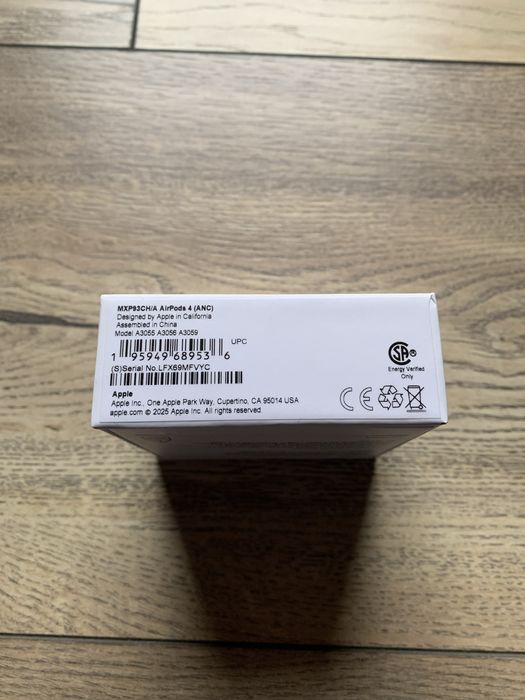 MXP93CH/A AirPods 4 (ANC)
Designed by Apple in California
Assembled in China
Model A3055 A3056 A3059
UPC
1 95949 68953 6
(S)Serial No.LFX69MFVYC
Apple
Apple Inc., One Apple Park Way, Cupertino, CA 95014 USA
apple.com © 2025 Apple Inc. All rights reserved.
SA ®
Energy Verified
Only
CE